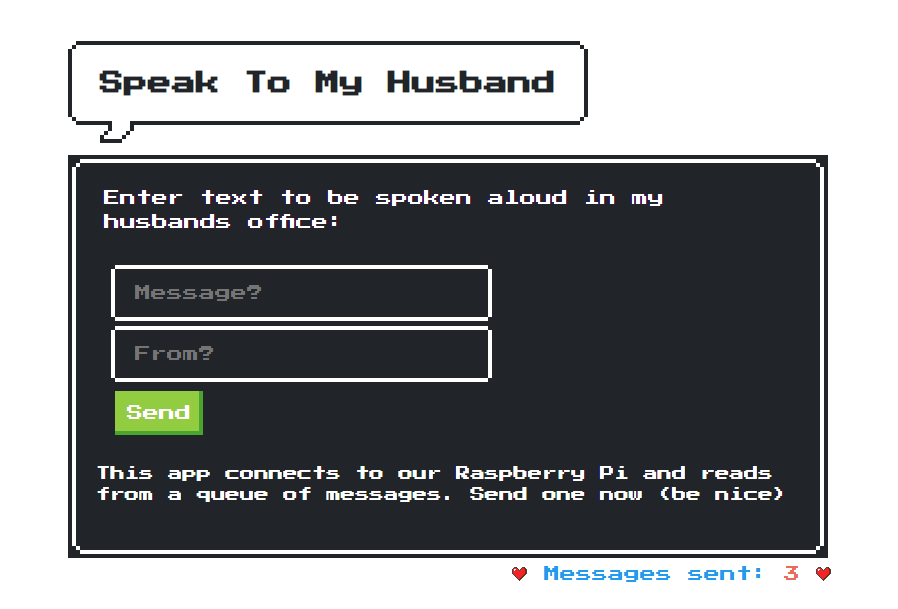 Speak To My Husband
Enter text to be spoken aloud in my
husbands office:
Message?
From?
Send
This app connects to our Raspberry Pi and reads
from a queue of messages. Send one now (be nice)
Messages sent: 3